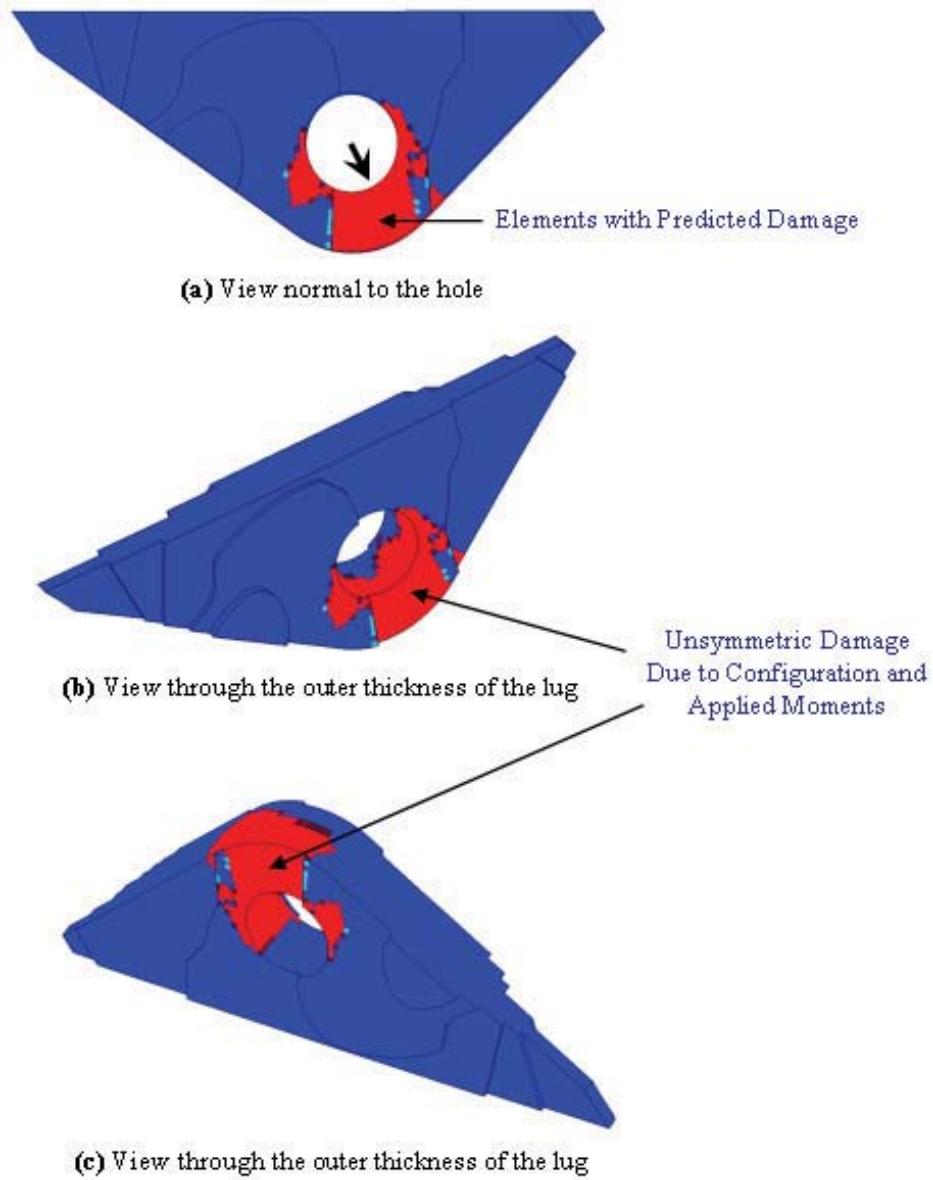 Elements with Predicted Damage
(a) View normal to the hole
(b) View through the outer thickness of the lug
Unsymmetric Damage
Due to Configuration and
Applied Moments
(c) View through the outer thickness of the lug